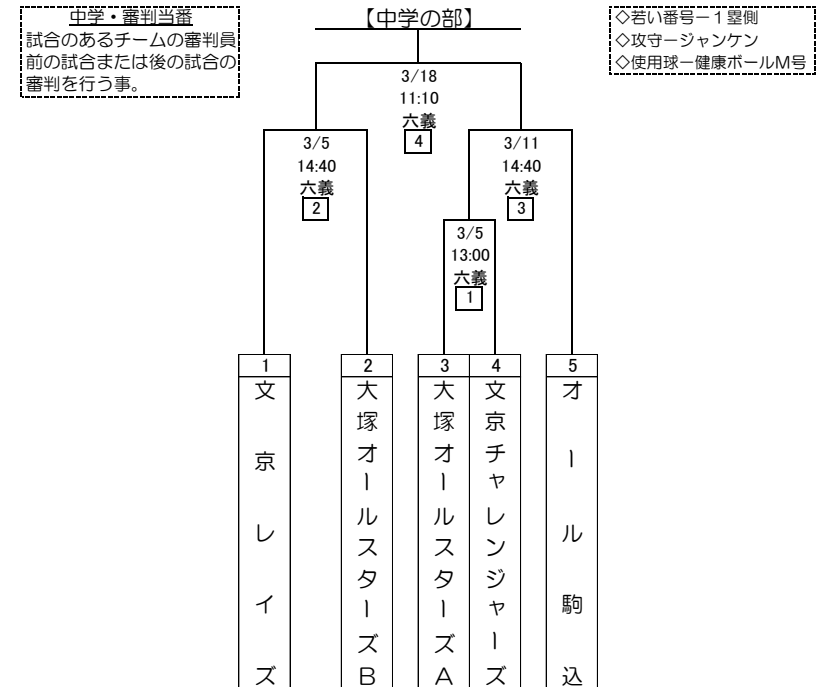 中学・審判当番
試合のあるチームの審判員
前の試合または後の試合の
審判を行う事。
【中学の部】
◇若い番号－１塁側
◇攻守－ジャンケン
◇使用球－健康ボールM号
3/18
11:10
六義
4
3/5
14:40
六義
2
3/11
14:40
六義
3
3/5
13:00
六義
1
1
文京レイズ
2
大塚オールスターズB
3
大塚オールスターズA
4
文京チャレンジャーズ
5
オール駒込